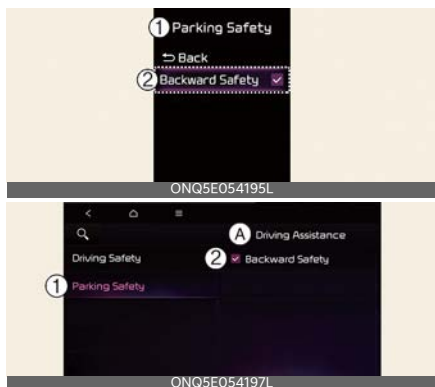 ① Parking Safety
Back
② Backward Safety
ONQ5E054195L
Ⓐ Driving Assistance
Driving Safety
② Backward Safety
① Parking Safety
ONQ5E054197L